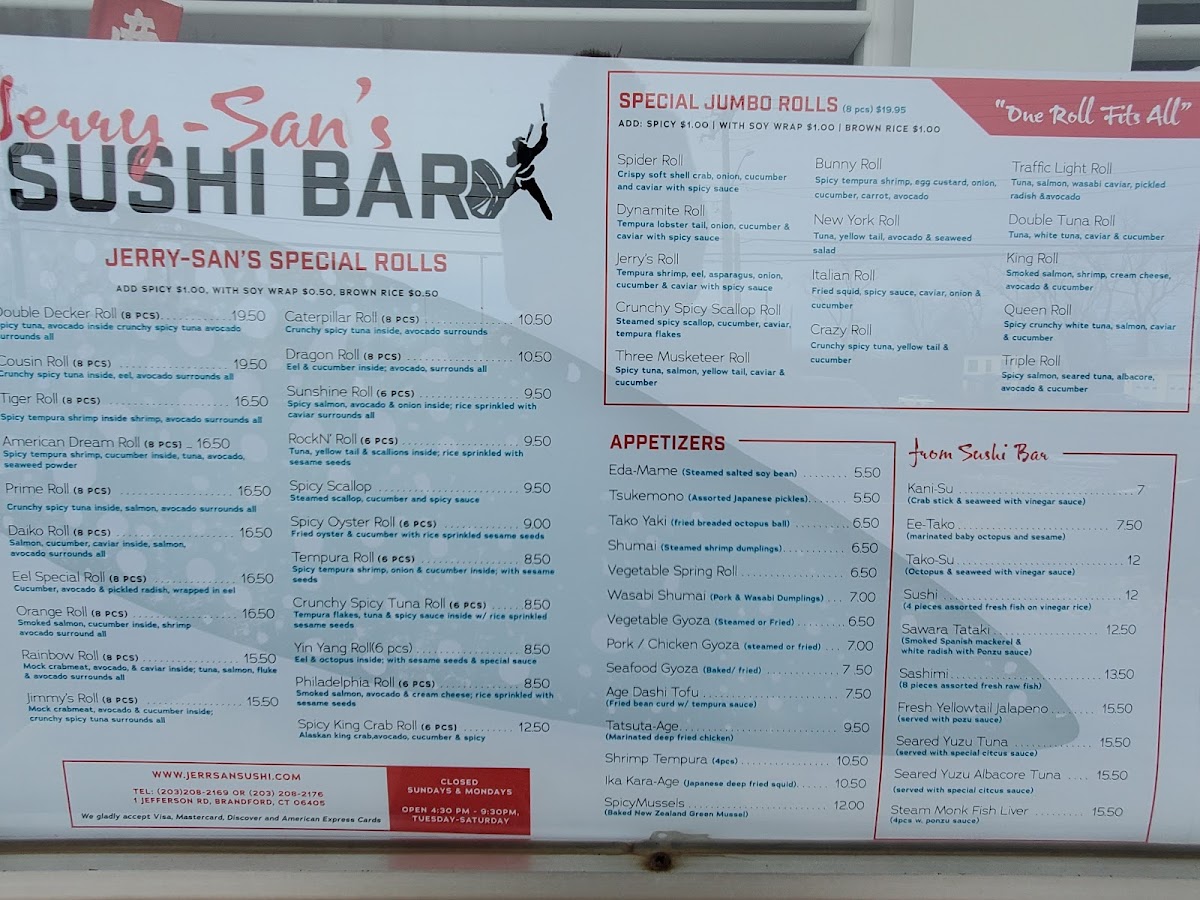 Jerry-San's
SUSHI BAR
JERRY-SAN'S SPECIAL ROLLS
ADD SPICY $1.00, WITH SOY WRAP $0.50, BROWN RICE $0.50
Double Decker Roll (8 PCS) 19.50
spicy tuna, avocado inside crunchy spicy tuna avocado
surrounds all
Cousin Roll (8 PCS) 19.50
Crunchy spicy tuna inside, eel, avocado surrounds all
Tiger Roll (8 PCS) 16.50
Spicy tempura shrimp inside shrimp, avocado surrounds all
American Dream Roll (8 PCS) 16.50
Spicy tempura shrimp, cucumber inside, tuna, avocado,
seaweed powder
Prime Roll (8 PCS) 16.50
Crunchy spicy tuna inside, salmon, avocado surrounds all
Daiko Roll (8 PCS) 16.50
Salmon, cucumber, caviar inside, salmon,
avocado surrounds all
Eel Special Roll (8 PCS) 16.50
Cucumber, avocado & pickled radish, wrapped in eel
Orange Roll (8 PCS) 16.50
Smoked salmon, cucumber inside, shrimp
avocado surround all
Rainbow Roll (8 PCS) 15.50
Mock crabmeat, avocado, & caviar inside; tuna, salmon, fluke
& avocado surrounds all
Jimmy's Roll (8 PCS) 15.50
Mock crabmeat, avocado & cucumber inside;
crunchy spicy tuna surrounds all
Caterpillar Roll (8 PCS) 10.50
Crunchy spicy tuna inside, avocado surrounds
Dragon Roll (8 PCS) 10.50
Eel & cucumber inside; avocado, surrounds all
Sunshine Roll (6 PCS) 9.50
Spicy salmon, avocado & onion inside; rice sprinkled with
caviar surrounds all
RockN' Roll (6 PCS) 9.50
Tuna, yellow tail & scallions inside; rice sprinkled with
sesame seeds
Spicy Scallop 9.50
Steamed scallop, cucumber and spicy sauce
Spicy Oyster Roll (6 PCS) 9.00
Fried oyster & cucumber with rice sprinkled sesame seeds
Tempura Roll (6 PCS) 8.50
Spicy tempura shrimp, onion & cucumber inside; with sesame
seeds
Crunchy Spicy Tuna Roll (6 PCS) 8.50
Tempura flakes, tuna & spicy sauce inside w/ rice sprinkled
sesame seeds
Yin Yang Roll(6 pcs) 8.50
Eel & octopus inside; with sesame seeds & special sauce
Philadelphia Roll (6 PCS) 8.50
Smoked salmon, avocado & cream cheese; rice sprinkled with
sesame seeds
Spicy King Crab Roll (6 PCS) 12.50
Alaskan king crab,avocado, cucumber & spicy
WWW.JERRSANSUSHI.COM
TEL: (203)208-2169 OR (203) 208-2176
1 JEFFERSON RD, BRANDFORD, CT 06405
We gladly accept Visa, Mastercard, Discover and American Express Cards
CLOSED
SUNDAYS & MONDAYS
OPEN 4:30 PM - 9:30PM,
TUESDAY-SATURDAY
SPECIAL JUMBO ROLLS (8 pcs) $19.95
ADD: SPICY $1.00 | WITH SOY WRAP $1.00 | BROWN RICE $1.00
"One Roll Fits All"
Spider Roll
Crispy soft shell crab, onion, cucumber
and caviar with spicy sauce
Dynamite Roll
Tempura lobster tail, onion, cucumber &
caviar with spicy sauce
Jerry's Roll
Tempura shrimp, eel, asparagus, onion,
cucumber & caviar with spicy sauce
Crunchy Spicy Scallop Roll
Steamed spicy scallop, cucumber, caviar,
tempura flakes
Three Musketeer Roll
Spicy tuna, salmon, yellow tail, caviar &
cucumber
Bunny Roll
Spicy tempura shrimp, egg custard, onion,
cucumber, carrot, avocado
New York Roll
Tuna, yellow tail, avocado & seaweed
salad
Italian Roll
Fried squid, spicy sauce, caviar, onion &
cucumber
Crazy Roll
Crunchy spicy tuna, yellow tail &
cucumber
Traffic Light Roll
Tuna, salmon, wasabi caviar, pickled
radish &avocado
Double Tuna Roll
Tuna, white tuna, caviar & cucumber
King Roll
Smoked salmon, shrimp, cream cheese,
avocado & cucumber
Queen Roll
Spicy crunchy white tuna, salmon, caviar
& cucumber
Triple Roll
Spicy salmon, seared tuna, albacore,
avocado & cucumber
APPETIZERS
Eda-Mame (Steamed salted soy bean) 5.50
Tsukemono (Assorted Japanese pickles) 5.50
Tako Yaki (fried breaded octopus ball) 6.50
Shumai (Steamed shrimp dumplings) 6.50
Vegetable Spring Roll 6.50
Wasabi Shumai (Pork & Wasabi Dumplings) 7.00
Vegetable Gyoza (Steamed or Fried) 6.50
Pork / Chicken Gyoza (steamed or fried) 7.00
Seafood Gyoza (Baked/ fried) 7.50
Age Dashi Tofu 7.50
(Fried bean curd w/ tempura sauce)
Tatsuta-Age 9.50
(Marinated deep fried chicken)
Shrimp Tempura (4pcs) 10.50
Ika Kara-Age (Japanese deep fried squid) 10.50
SpicyMussels 12.00
(Baked New Zealand Green Mussel)
from Sushi Bar
Kani-Su 7
(Crab stick & seaweed with vinegar sauce)
Ee-Tako 7.50
(marinated baby octopus and sesame)
Tako-Su 12
(Octopus & seaweed with vinegar sauce)
Sushi 12
(4 pieces assorted fresh fish on vinegar rice)
Sawara Tataki 12.50
(Smoked Spanish mackerel &
white radish with Ponzu sauce)
Sashimi 13.50
(8 pieces assorted fresh raw fish)
Fresh Yellowtail Jalapeno 15.50
(served with pozu sauce)
Seared Yuzu Tuna 15.50
(served with special citcus sauce)
Seared Yuzu Albacore Tuna 15.50
(served with special citcus sauce)
Steam Monk Fish Liver 15.50
(4pcs w. ponzu sauce)